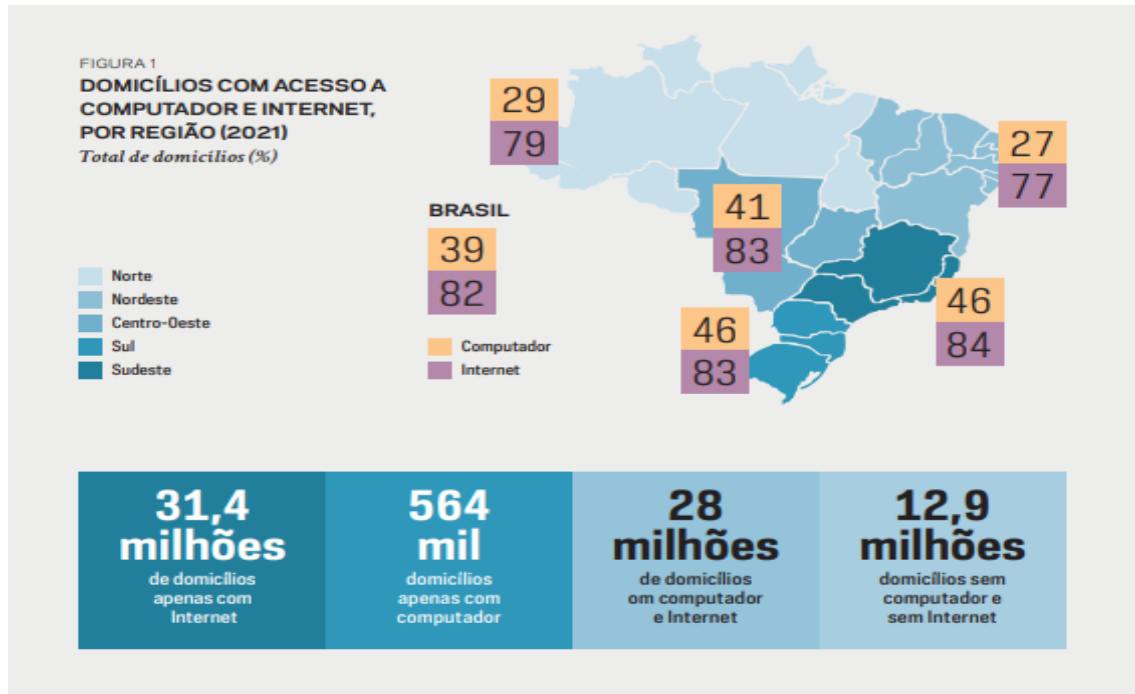 FIGURA 1
DOMICÍLIOS COM ACESSO A
COMPUTADOR E INTERNET,
POR REGIÃO (2021)
Total de domicílios (%)
29
79
27
77
41
83
BRASIL
39
82
46
84
46
83
Norte
Nordeste
Centro-Oeste
Sul
Sudeste
Computador
Internet
31,4
milhões
de domicílios
apenas com
Internet
564
mil
domicílios
apenas com
computador
28
milhões
de domicílios
om computador
e Internet
12,9
milhões
domicílios sem
computador e
sem Internet